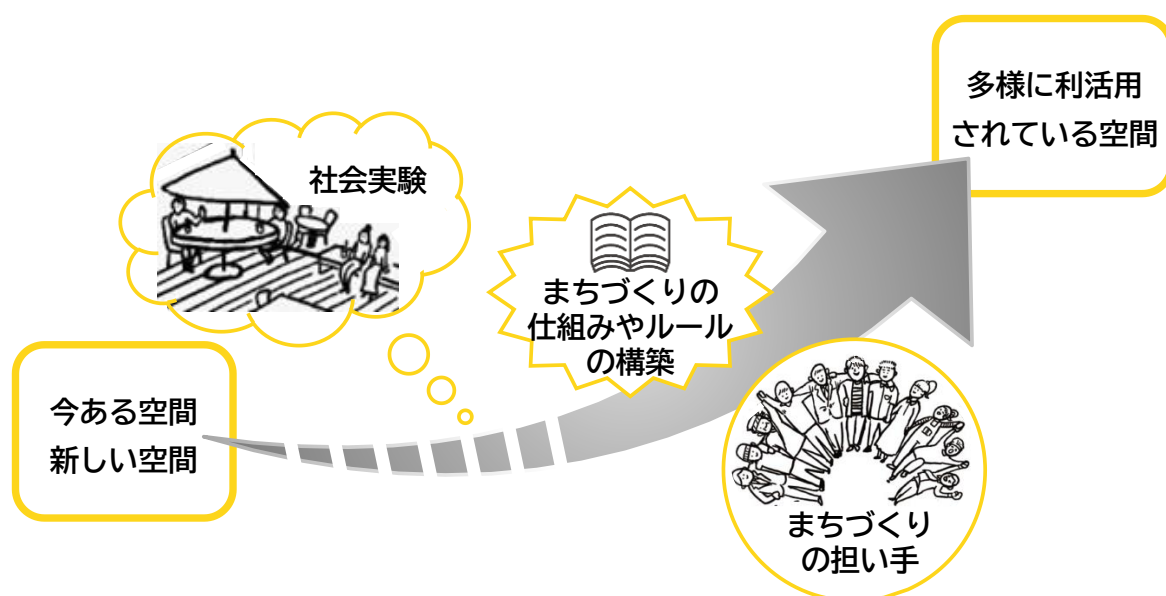 多様に利活用
されている空間
社会実験
まちづくりの
仕組みやルール
の構築
今ある空間
新しい空間
まちづくり
の担い手